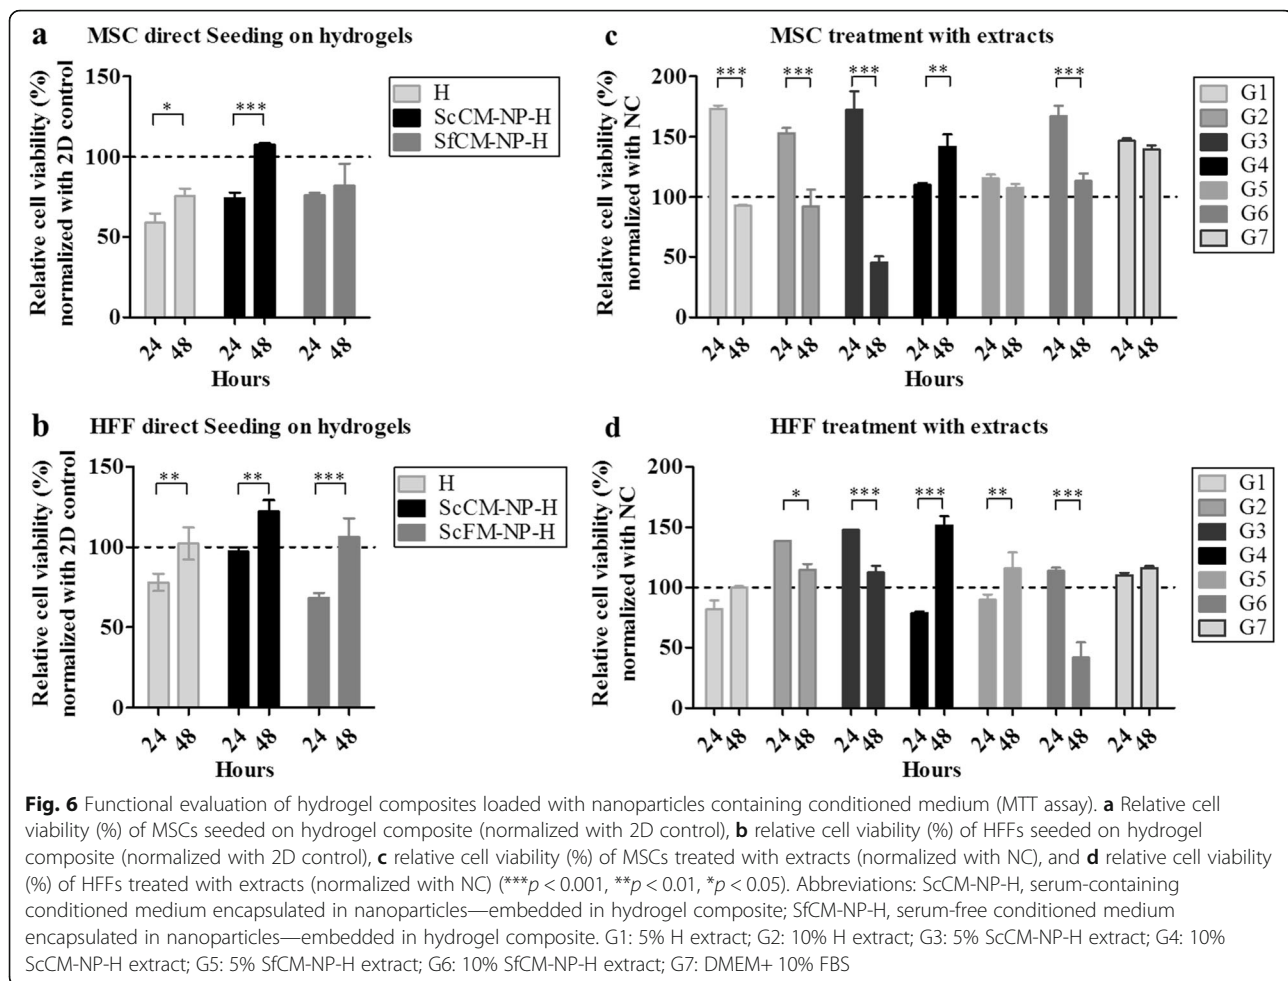 a MSC direct Seeding on hydrogels
Relative cell viability (%)
normalized with 2D control
150
100
50
0
*
***
H
ScCM-NP-H
SfCM-NP-H
24 48 24 48 24 48
Hours
c MSC treatment with extracts
Relative cell viability (%)
normalized with NC
200
150
100
50
0
*** *** *** ** ***
G1
G2
G3
G4
G5
G6
G7
24 48 24 48 24 48 24 48 24 48 24 48 24 48
Hours
b HFF direct Seeding on hydrogels
Relative cell viability (%)
normalized with 2D control
150
100
50
0
** ** ***
H
ScCM-NP-H
ScFM-NP-H
24 48 24 48 24 48
Hours
d HFF treatment with extracts
Relative cell viability (%)
normalized with NC
200
150
100
50
0
* *** *** ** ***
G1
G2
G3
G4
G5
G6
G7
24 48 24 48 24 48 24 48 24 48 24 48 24 48
Hours
Fig. 6 Functional evaluation of hydrogel composites loaded with nanoparticles containing conditioned medium (MTT assay). a Relative cell
viability (%) of MSCs seeded on hydrogel composite (normalized with 2D control), b relative cell viability (%) of HFFs seeded on hydrogel
composite (normalized with 2D control), c relative cell viability (%) of MSCs treated with extracts (normalized with NC), and d relative cell viability
(%) of HFFs treated with extracts (normalized with NC) (***p < 0.001, **p < 0.01, *p < 0.05). Abbreviations: ScCM-NP-H, serum-containing
conditioned medium encapsulated in nanoparticles—embedded in hydrogel composite; SfCM-NP-H, serum-free conditioned medium
encapsulated in nanoparticles—embedded in hydrogel composite. G1: 5% H extract; G2: 10% H extract; G3: 5% ScCM-NP-H extract; G4: 10%
ScCM-NP-H extract; G5: 5% SfCM-NP-H extract; G6: 10% SfCM-NP-H extract; G7: DMEM+ 10% FBS